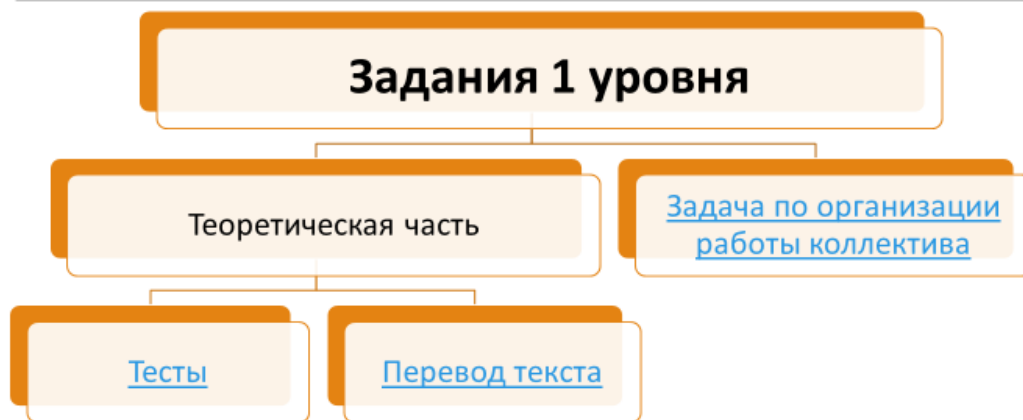 Задания 1 уровня
Теоретическая часть
Задача по организации
работы коллектива
Тесты
Перевод текста